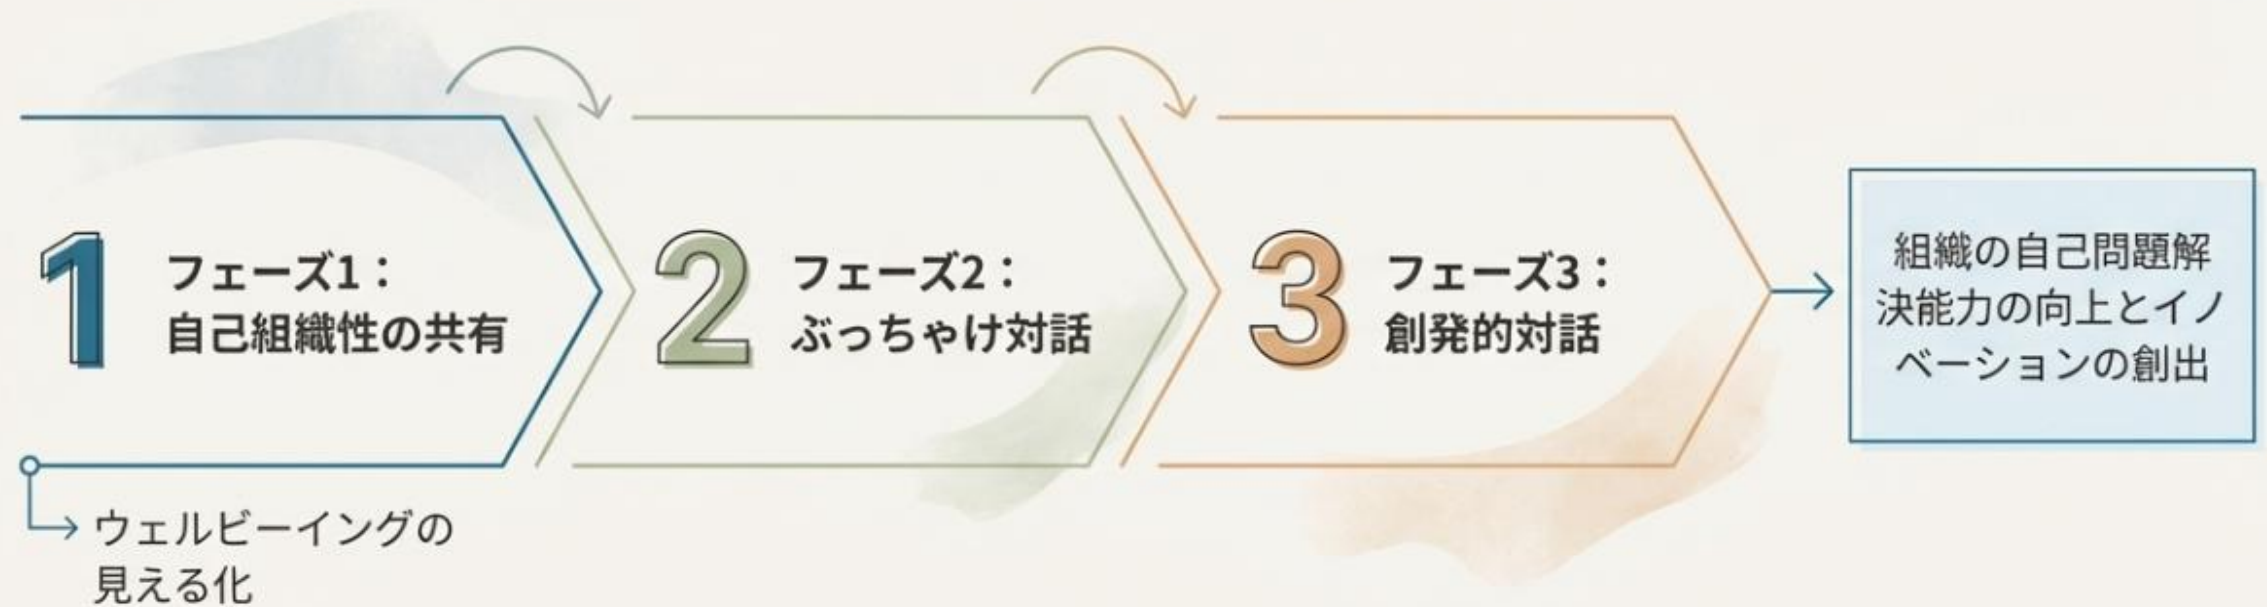 1
フェーズ1：
自己組織性の共有
ウェルビーイングの
見える化
2
フェーズ2：
ぶっちゃけ対話
3
フェーズ3：
創発的対話
組織の自己問題解
決能力の向上とイノ
ベーションの創出